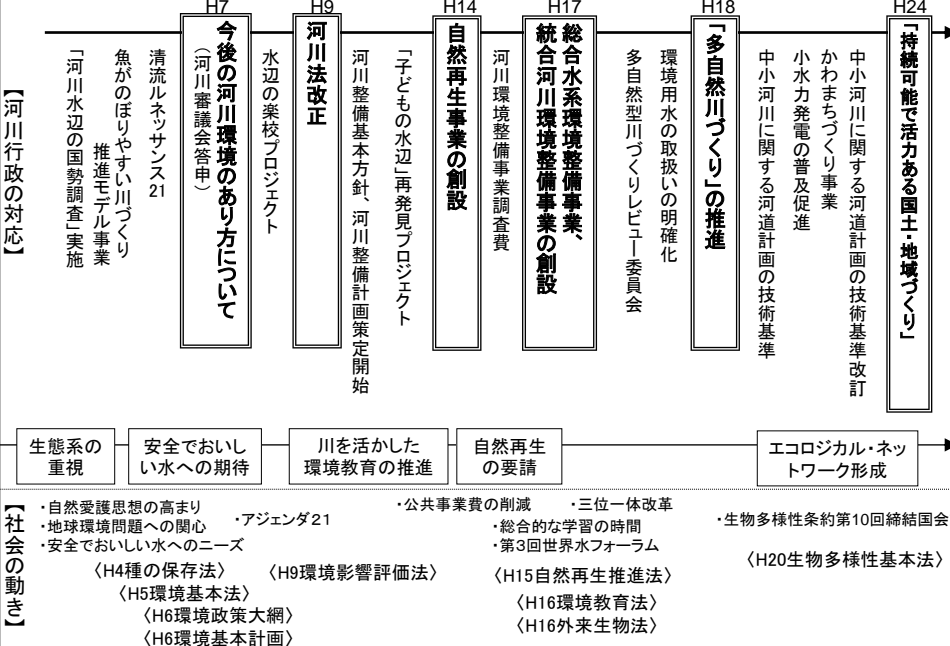 H7
H9
H14
H17
H18
H24
【河川行政の対応】
「河川水辺の国勢調査」実施
魚がのぼりやすい川づくり
推進モデル事業
清流ルネッサンス21
今後の河川環境のあり方について
（河川審議会答申）
水辺の楽校プロジェクト
河川法改正
河川整備基本方針、河川整備計画策定開始
「子どもの水辺」再発見プロジェクト
自然再生事業の創設
河川環境整備事業調査費
総合水系環境整備事業、
統合河川環境整備事業の創設
多自然型川づくりレビュー委員会
環境用水の取扱いの明確化
「多自然川づくり」の推進
中小河川に関する河道計画の技術基準
小水力発電の普及促進
かわまちづくり事業
中小河川に関する河道計画の技術基準改訂
「持続可能で活力ある国土・地域づくり」
生態系の
重視
安全でおいし
い水への期待
川を活かした
環境教育の推進
自然再生
の要請
エコロジカル・ネッ
トワーク形成
【社会の動き】
・自然愛護思想の高まり
・地球環境問題への関心
・安全でおいしい水へのニーズ
・アジェンダ21
・公共事業費の削減
・三位一体改革
・総合的な学習の時間
・第3回世界水フォーラム
・生物多様性条約第10回締結国会
〈H4種の保存法〉
〈H5環境基本法〉
〈H6環境政策大網〉
〈H6環境基本計画〉
〈H9環境影響評価法〉
〈H15自然再生推進法〉
〈H16環境教育法〉
〈H16外来生物法〉
〈H20生物多様性基本法〉